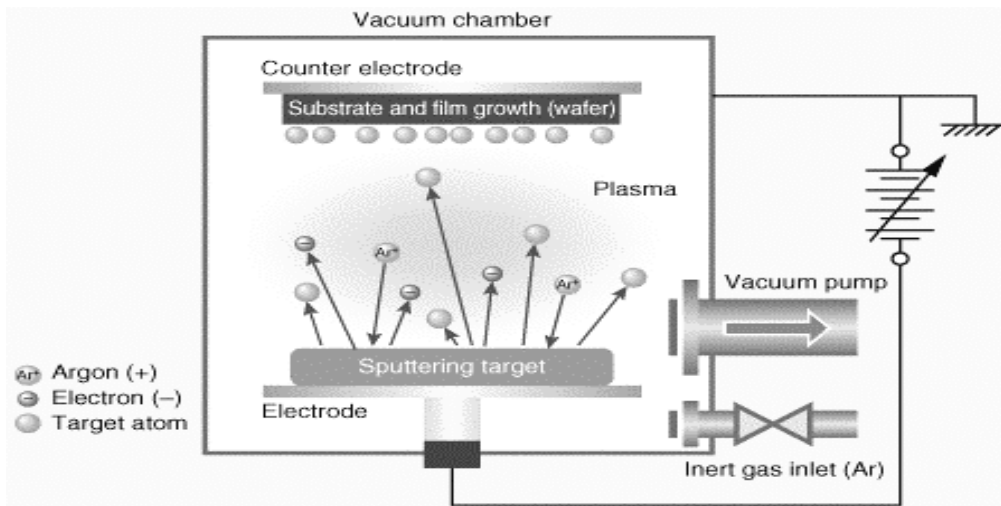 Vacuum chamber
Counter electrode
Substrate and film growth (wafer)
Plasma
Ar⁺
Ar⁺
Vacuum pump
Sputtering target
Ar⁺ Argon (+)
Electron (−)
Target atom
Electrode
Inert gas inlet (Ar)